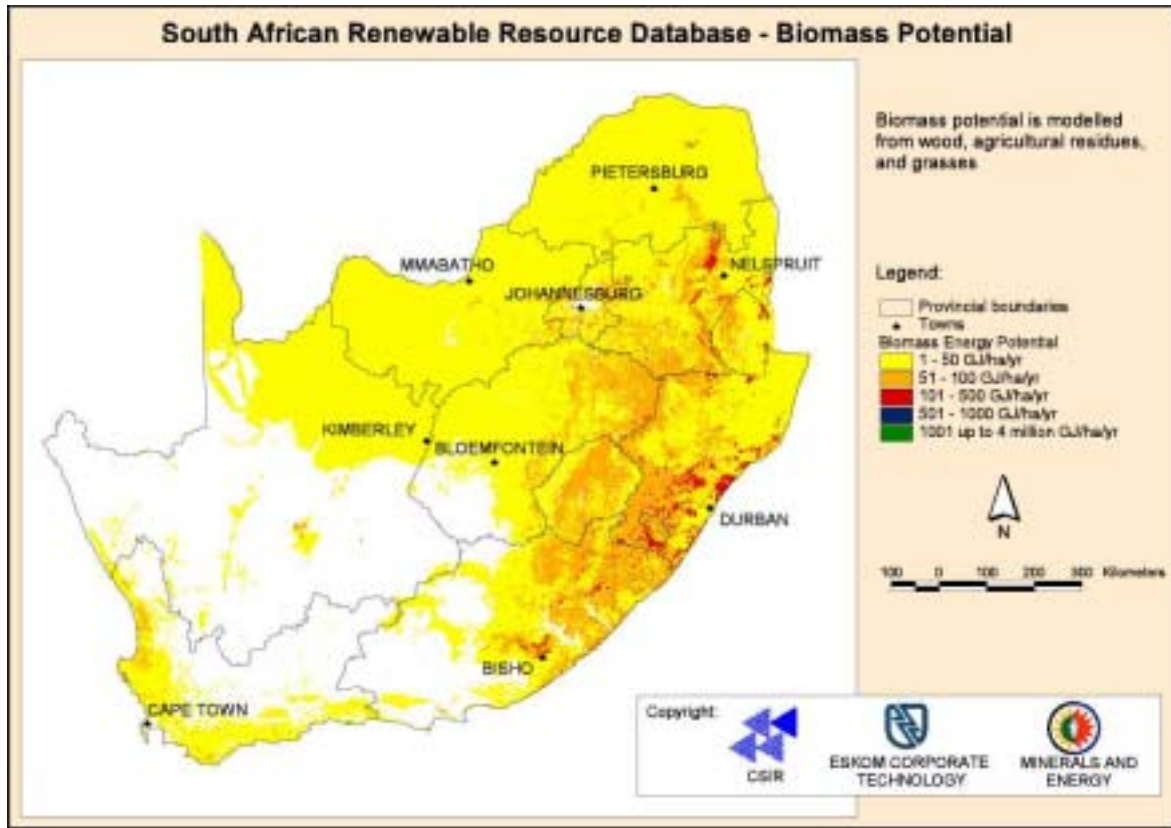 South African Renewable Resource Database - Biomass Potential
Biomass potential is modelled
from wood, agricultural residues,
and grasses
PIETERSBURG
MMABATHO
NELSPRUIT
JOHANNESBURG
KIMBERLEY
BLOEMFONTEIN
DURBAN
BISHO
CAPE TOWN
Legend:
Provincial boundaries
Towns
Biomass Energy Potential
1 - 50 GJ/ha/yr
51 - 100 GJ/ha/yr
101 - 500 GJ/ha/yr
501 - 1000 GJ/ha/yr
1001 up to 4 million GJ/ha/yr
N
100 0 100 200 300 Kilometers
Copyright:
CSIR
ESKOM CORPORATE
TECHNOLOGY
MINERALS AND
ENERGY